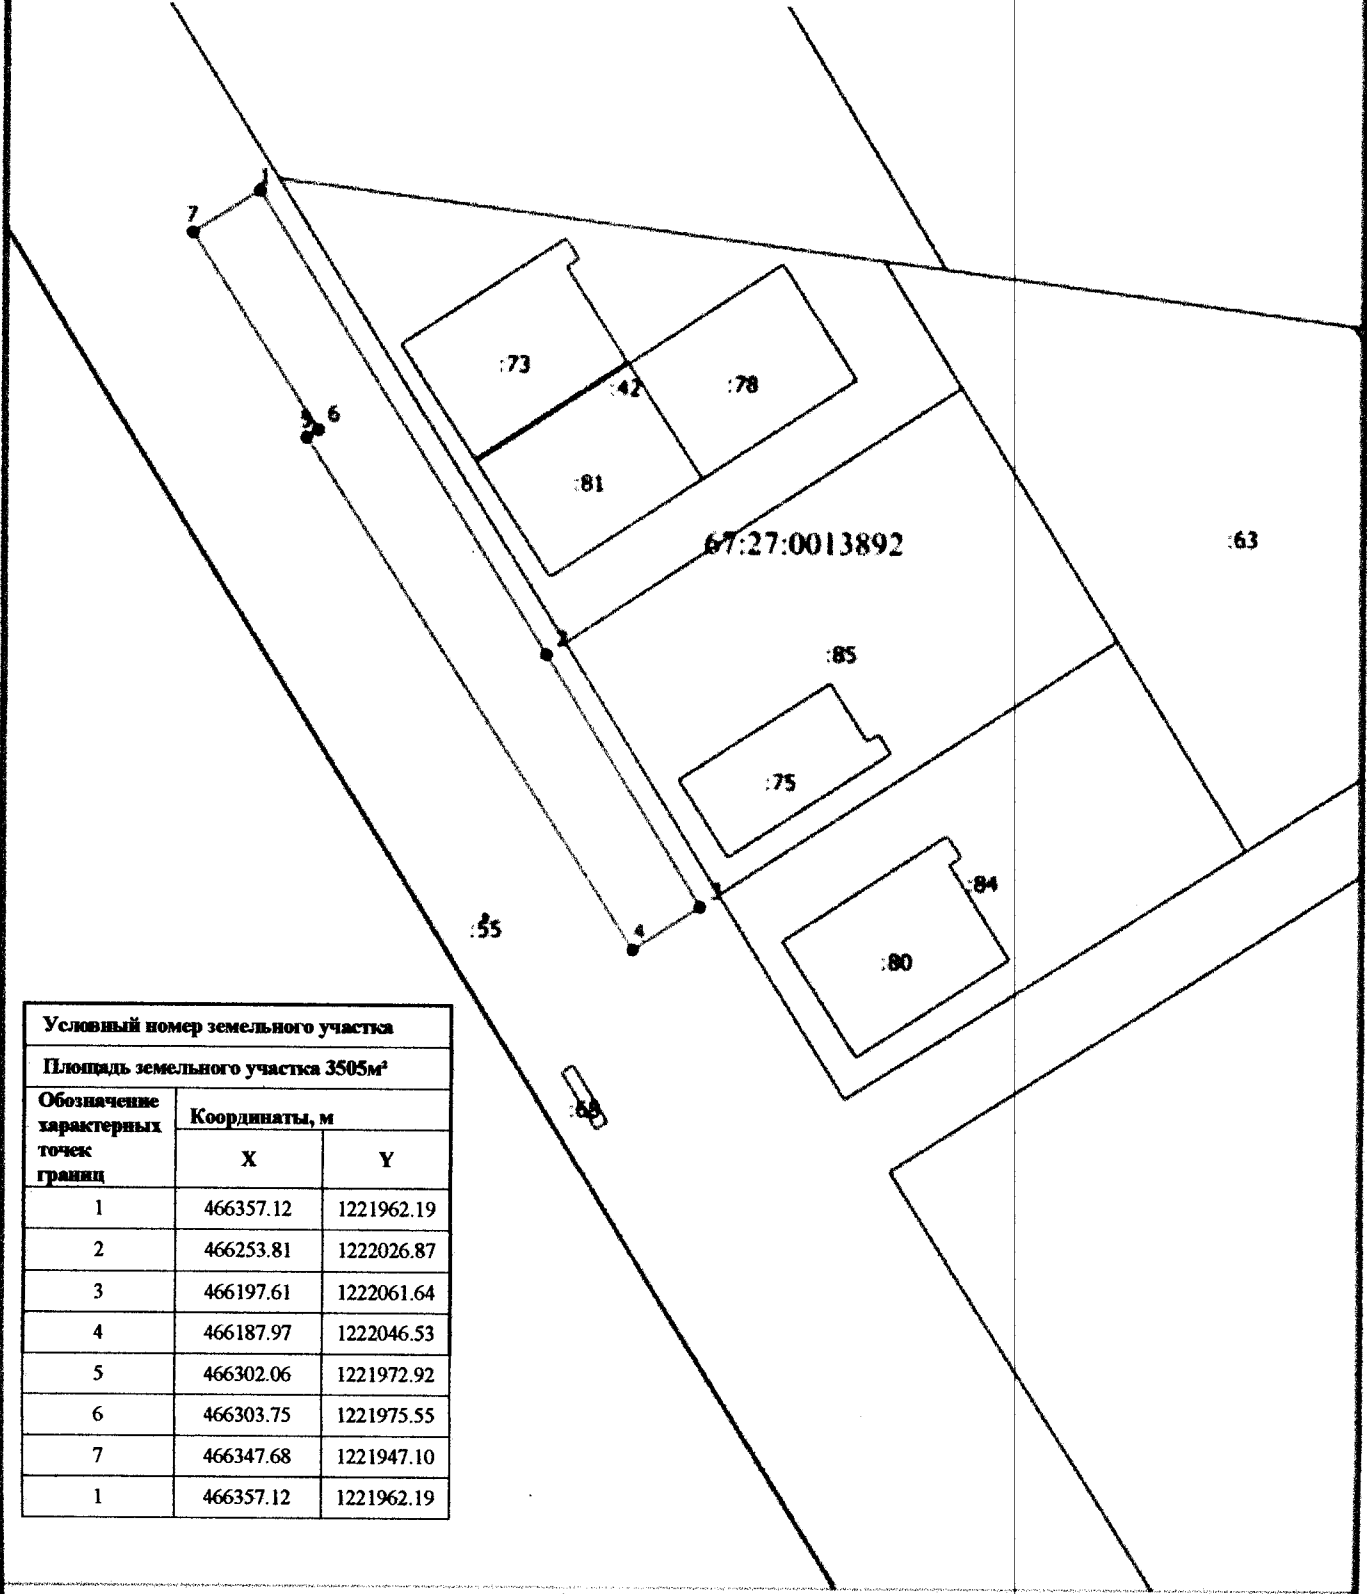 1
7
:73
:42
:78
5 6
:81
67:27:0013892
:63
2
:85
:75
3
:84
4
:55
:80
:68
Условный номер земельного участка
Площадь земельного участка 3505м²
Обозначение
характерных
точек
границ
Координаты, м
X Y
1 466357.12 1221962.19
2 466253.81 1222026.87
3 466197.61 1222061.64
4 466187.97 1222046.53
5 466302.06 1221972.92
6 466303.75 1221975.55
7 466347.68 1221947.10
1 466357.12 1221962.19